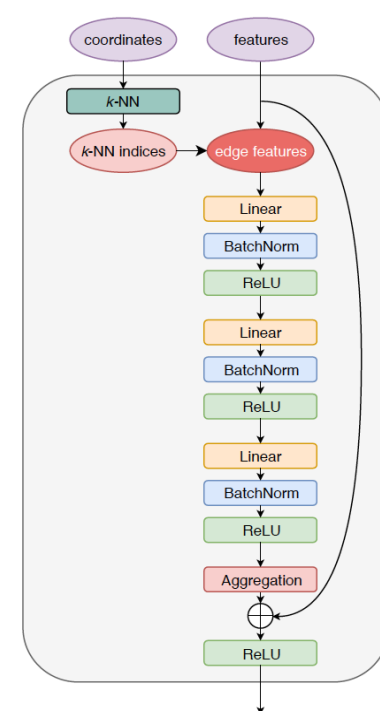 coordinates
features
k-NN
k-NN indices
edge features
Linear
BatchNorm
ReLU
Linear
BatchNorm
ReLU
Linear
BatchNorm
ReLU
Aggregation
ReLU